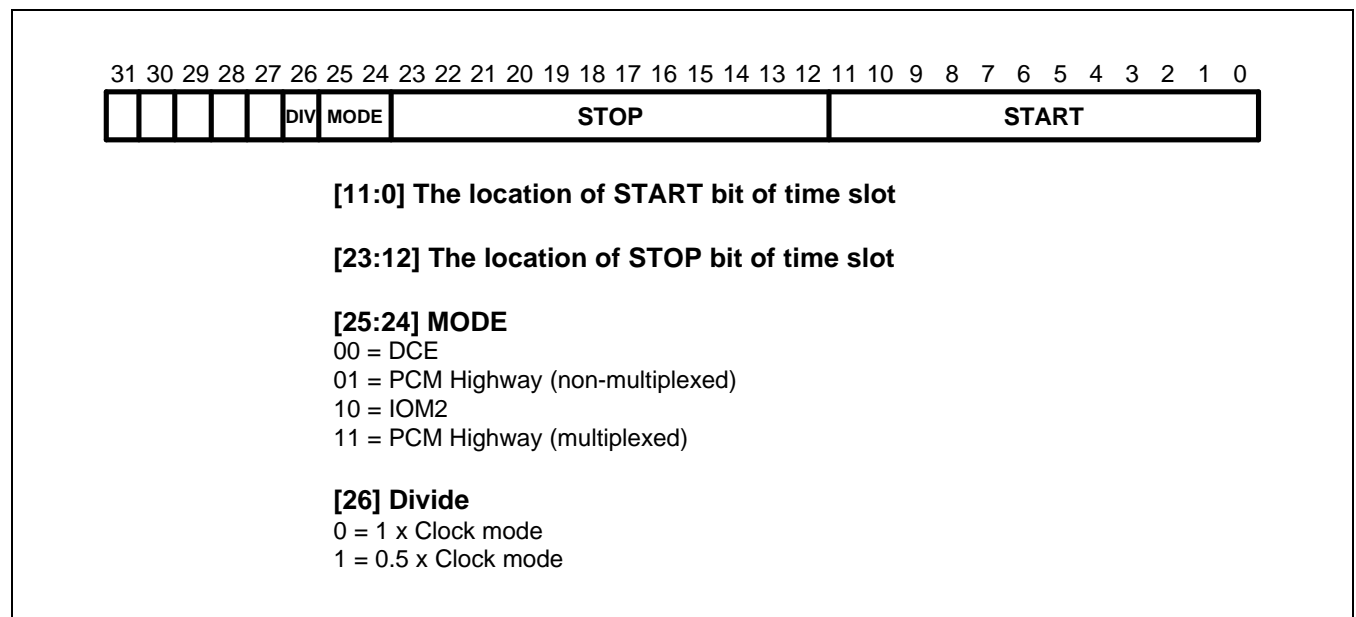 31 30 29 28 27 26 25 24 23 22 21 20 19 18 17 16 15 14 13 12 11 10 9 8 7 6 5 4 3 2 1 0
DIV MODE STOP START
[11:0] The location of START bit of time slot
[23:12] The location of STOP bit of time slot
[25:24] MODE
00 = DCE
01 = PCM Highway (non-multiplexed)
10 = IOM2
11 = PCM Highway (multiplexed)
[26] Divide
0 = 1 x Clock mode
1 = 0.5 x Clock mode